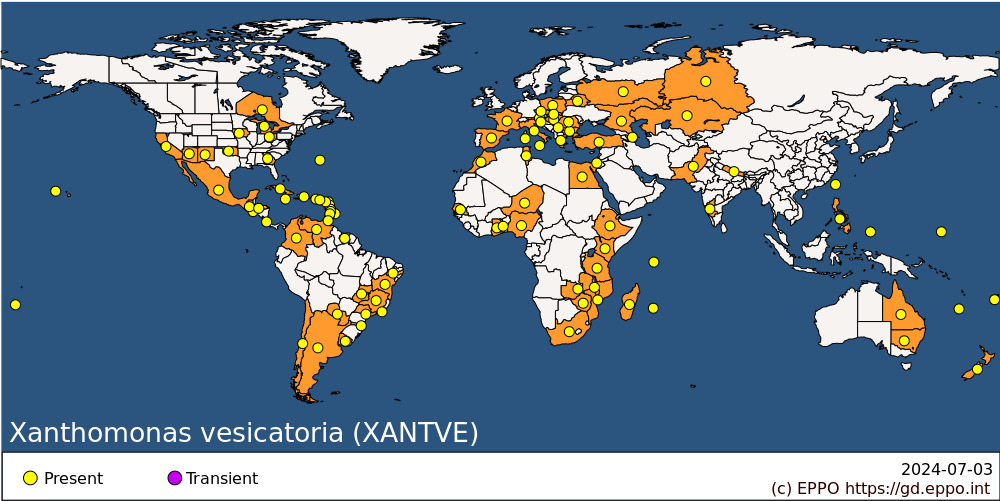 Xanthomonas vesicatoria (XANTVE)
Present
Transient
2024-07-03
(c) EPPO https://gd.eppo.int